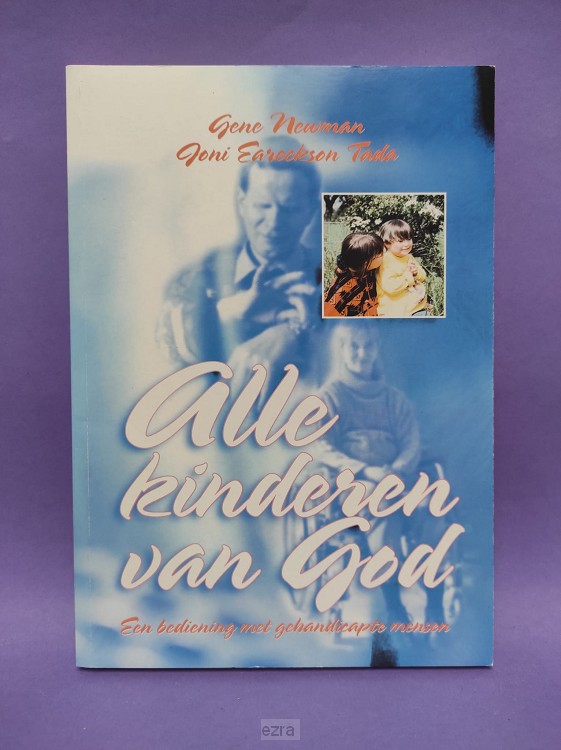 Gene Newman
Joni Eareckson Tada
Alle
kinderen
van God
Een bediening met gehandicapte mensen
ezra